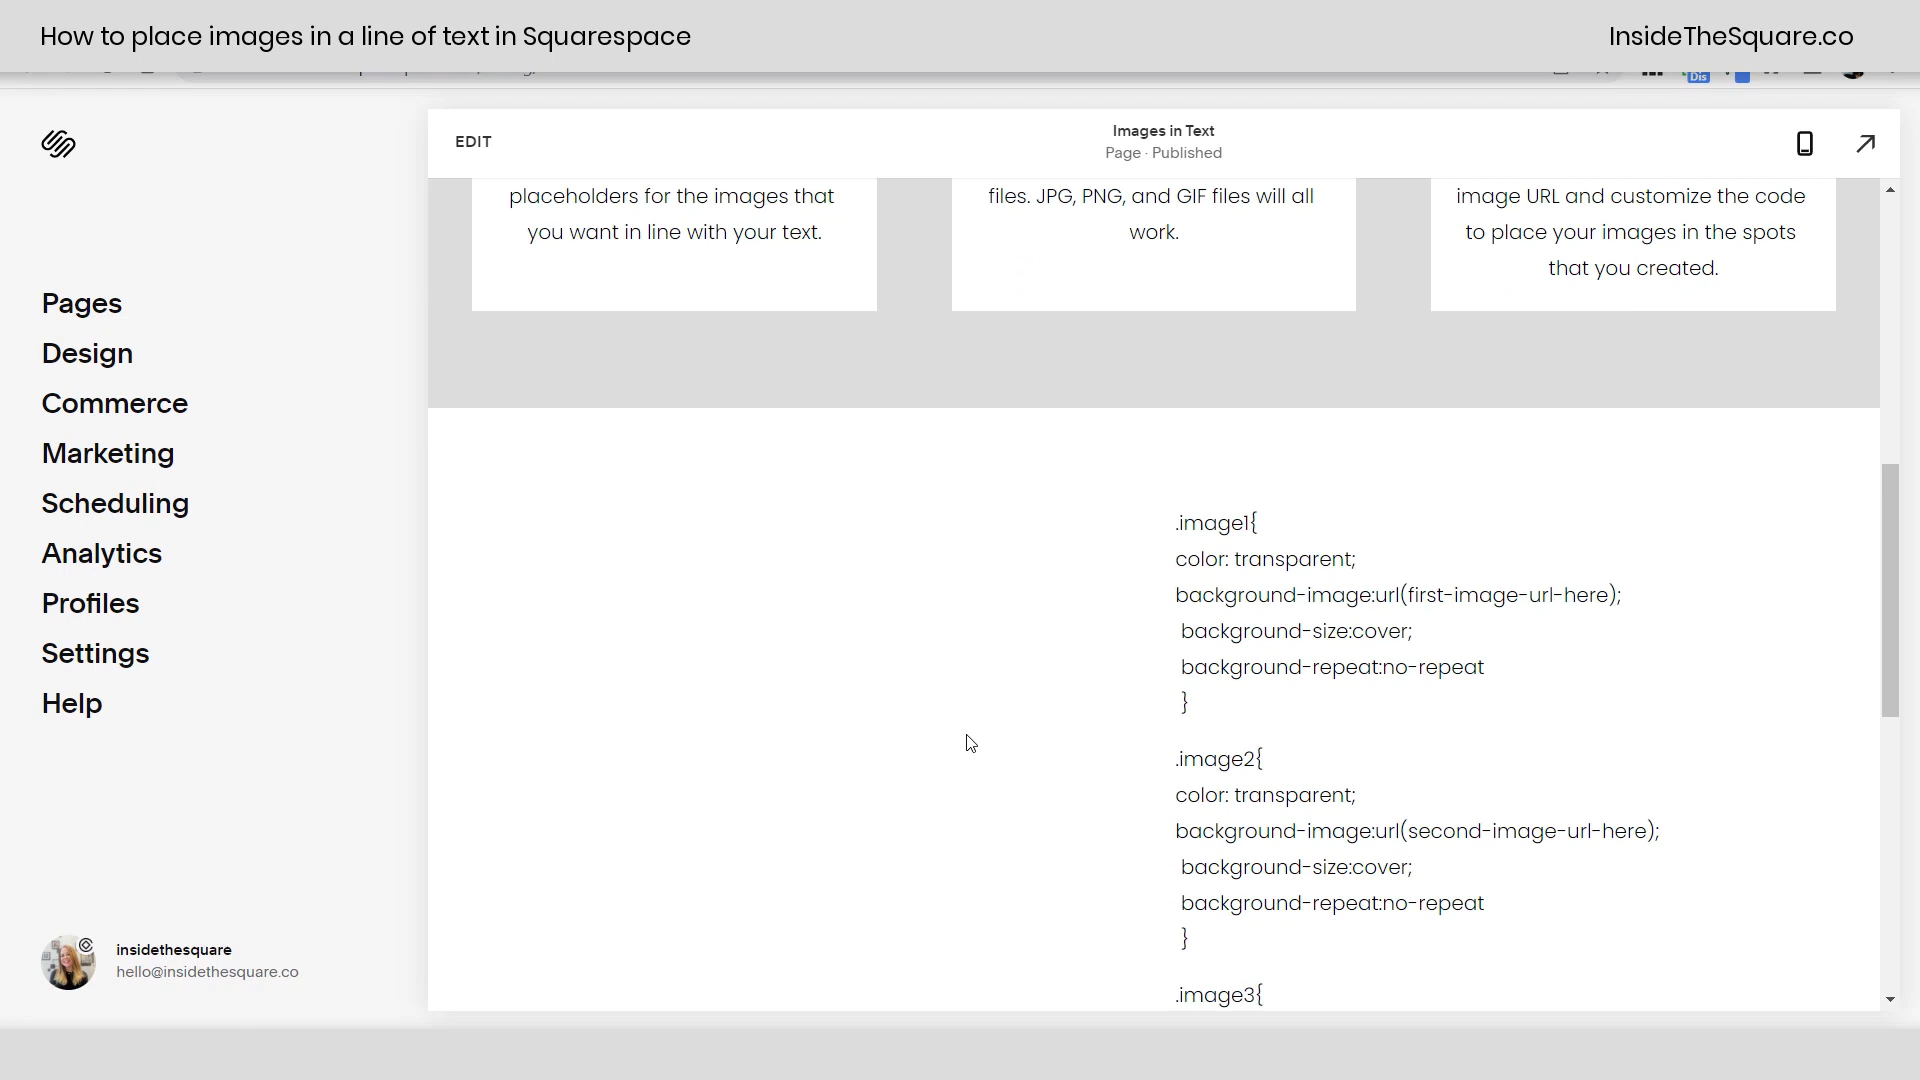 How to place images in a line of text in Squarespace
InsideTheSquare.co
Dis
EDIT
Images in Text
Page · Published
Pages
Design
Commerce
Marketing
Scheduling
Analytics
Profiles
Settings
Help
insidethesquare
hello@insidethesquare.co
placeholders for the images that
you want in line with your text.
files. JPG, PNG, and GIF files will all
work.
image URL and customize the code
to place your images in the spots
that you created.
.image1{
color: transparent;
background-image:url(first-image-url-here);
background-size:cover;
background-repeat:no-repeat
}
.image2{
color: transparent;
background-image:url(second-image-url-here);
background-size:cover;
background-repeat:no-repeat
}
.image3{